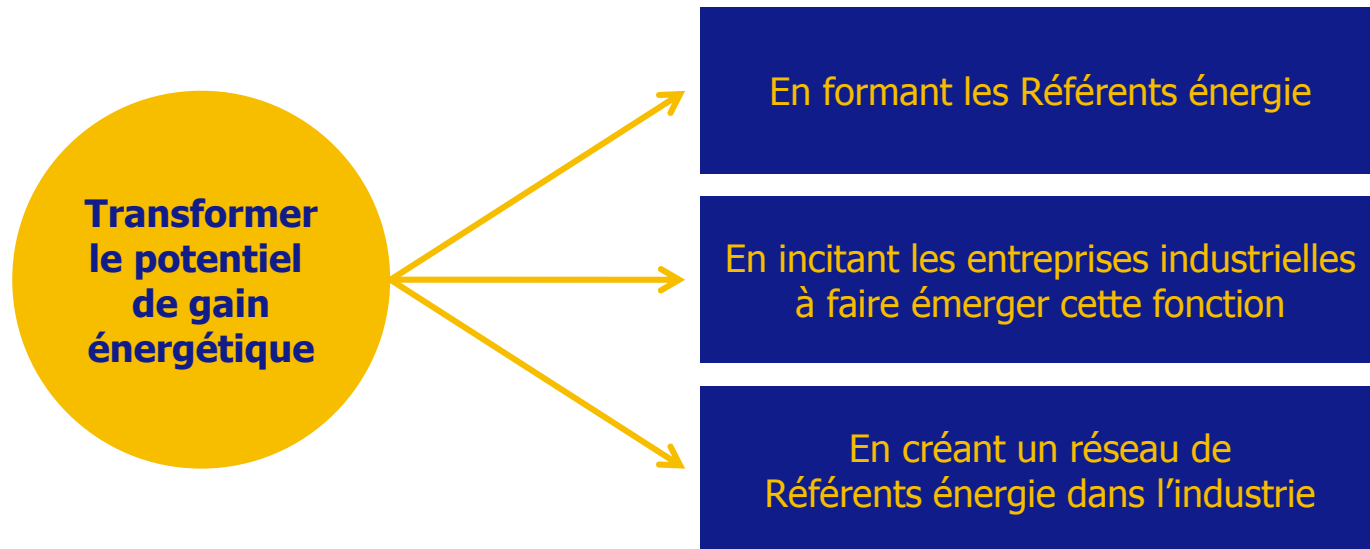 Transformer
le potentiel
de gain
énergétique
En formant les Référents énergie
En incitant les entreprises industrielles
à faire émerger cette fonction
En créant un réseau de
Référents énergie dans l’industrie